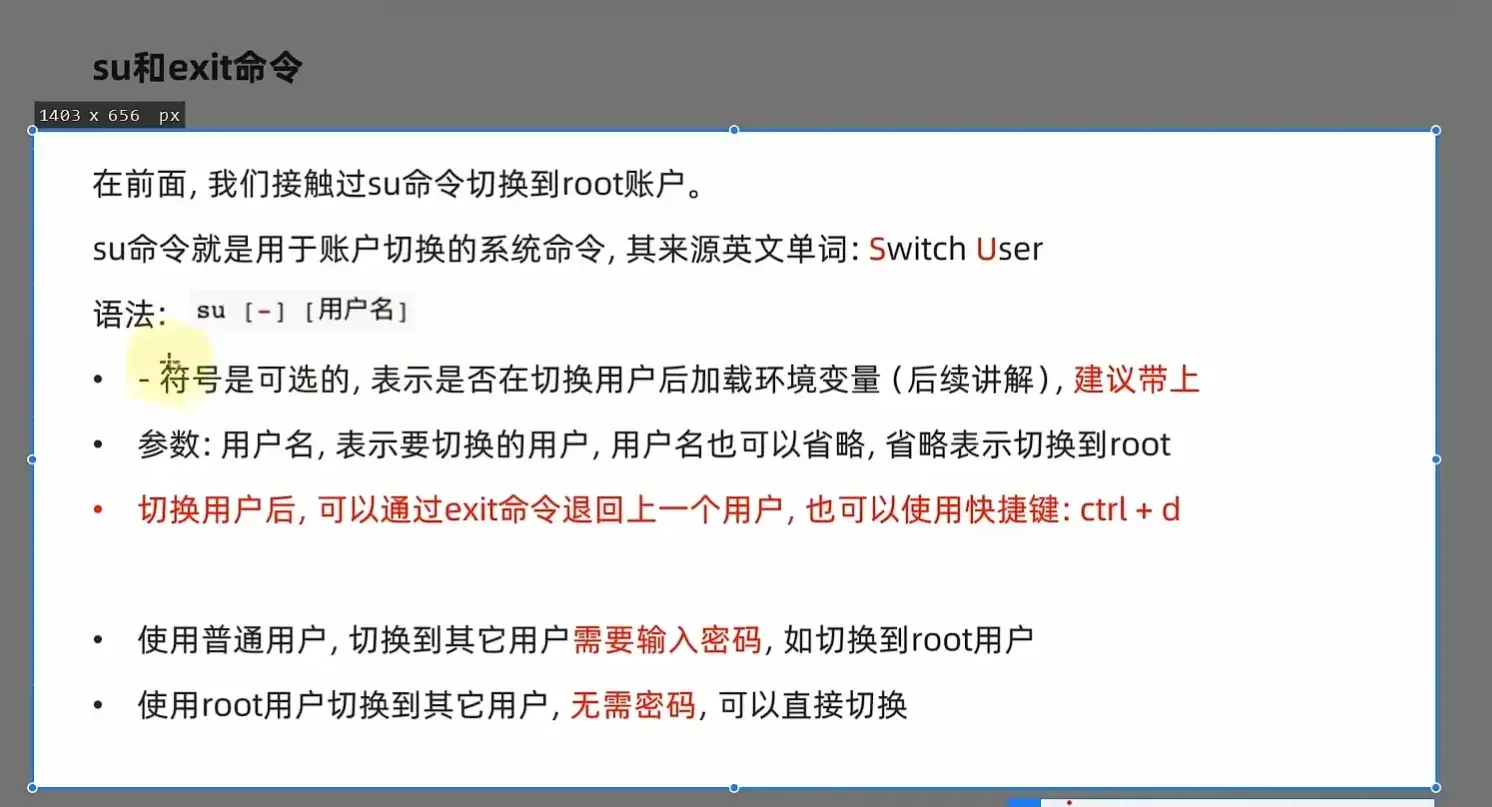 su和exit命令
1403 x 656 px
在前面, 我们接触过su命令切换到root账户。
su命令就是用于账户切换的系统命令, 其来源英文单词: Switch User
语法: su [-] [用户名]
• - 符号是可选的, 表示是否在切换用户后加载环境变量（后续讲解）, 建议带上
• 参数: 用户名, 表示要切换的用户, 用户名也可以省略, 省略表示切换到root
• 切换用户后, 可以通过exit命令退回上一个用户, 也可以使用快捷键: ctrl + d
• 使用普通用户, 切换到其它用户需要输入密码, 如切换到root用户
• 使用root用户切换到其它用户, 无需密码, 可以直接切换